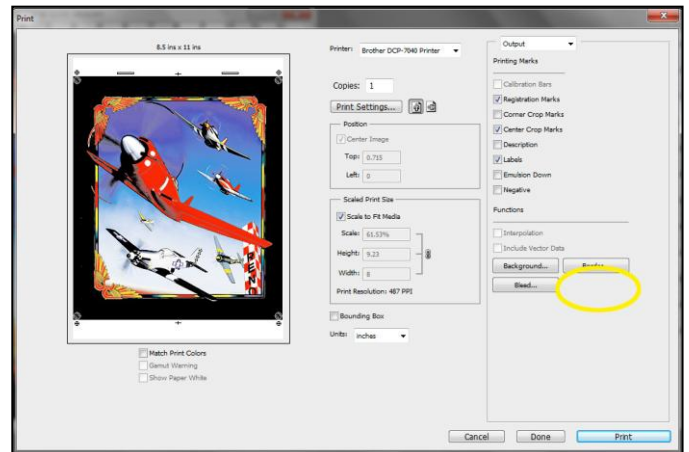 Print
8.5 ins x 11 ins
Match Print Colors
Gamut Warning
Show Paper White
Printer: Brother DCP-7040 Printer
Copies: 1
Print Settings...
Position
Center Image
Top: 0.715
Left: 0
Scaled Print Size
Scale to Fit Media
Scale: 61.53%
Height: 9.23
Width: 8
Print Resolution: 487 PPI
Bounding Box
Units: inches
Output
Printing Marks
Calibration Bars
Registration Marks
Corner Crop Marks
Center Crop Marks
Description
Labels
Emulsion Down
Negative
Functions
Interpolation
Include Vector Data
Background...
Bleed...
Cancel Done Print